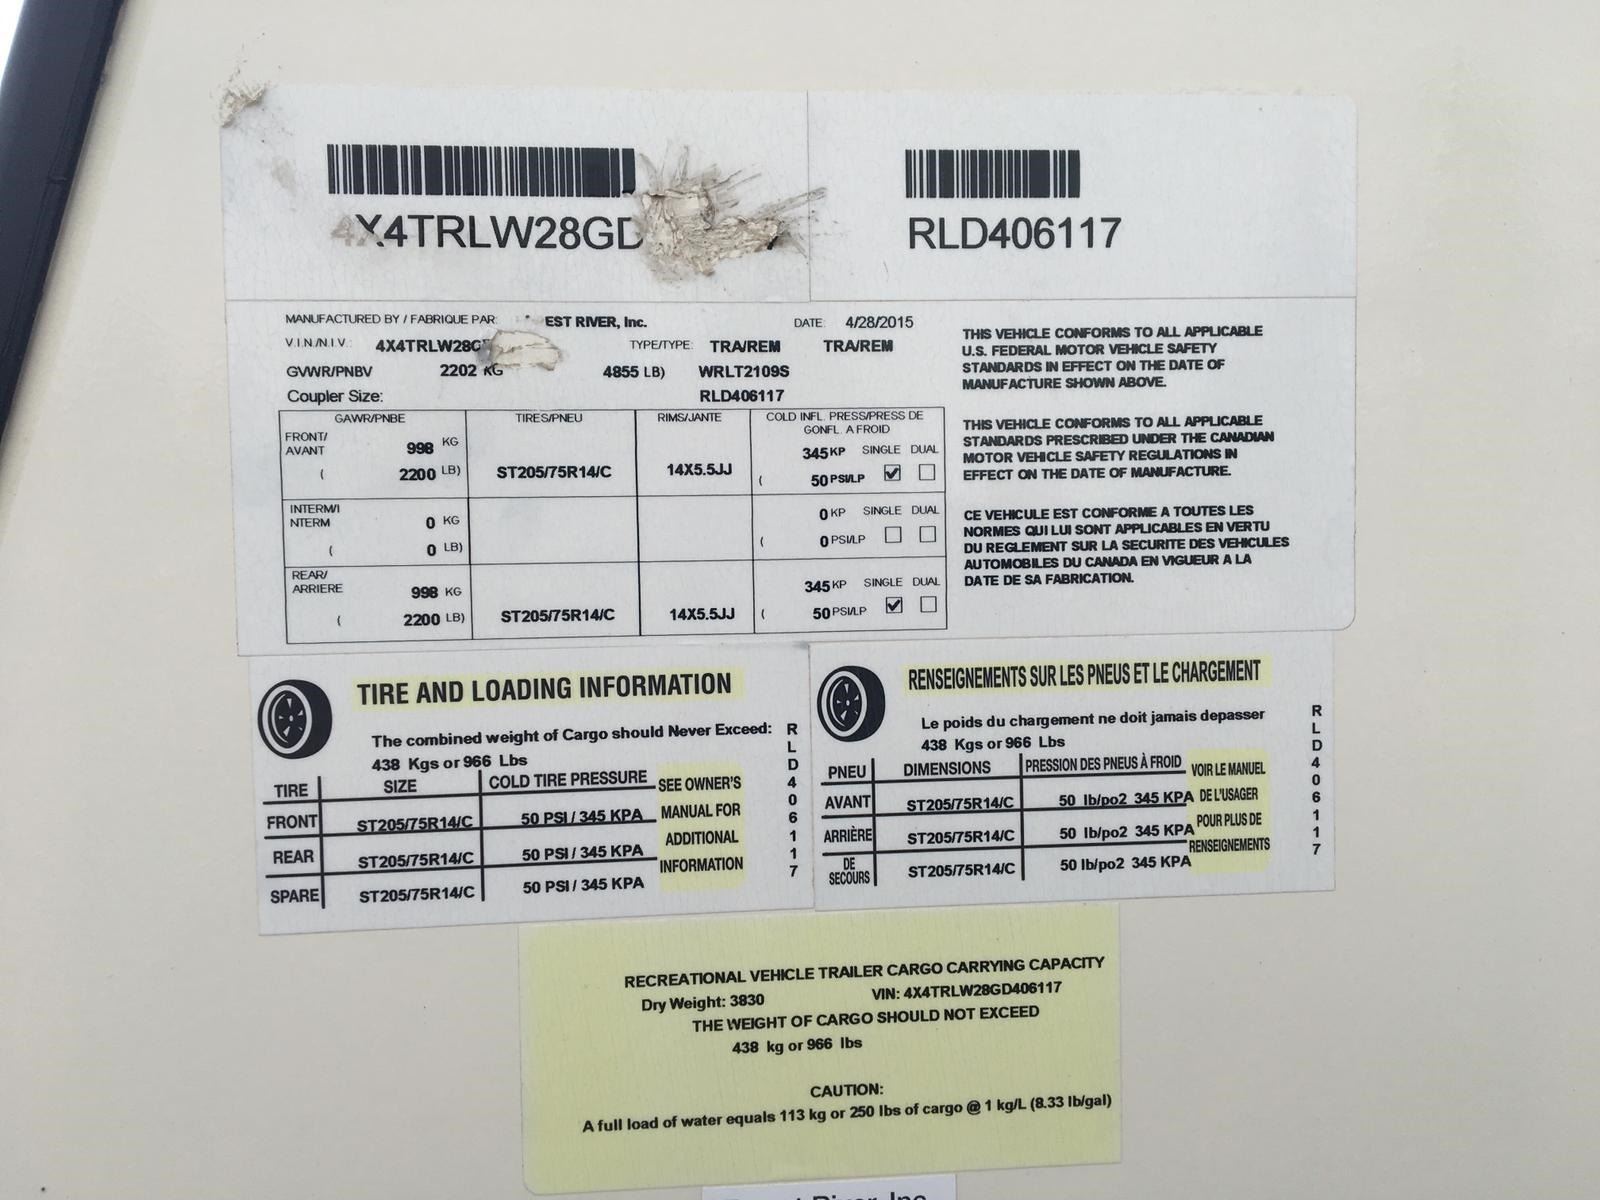 4X4TRLW28GD
RLD406117
MANUFACTURED BY / FABRIQUE PAR: EST RIVER, Inc. DATE: 4/28/2015
V.I.N./N.I.V.: 4X4TRLW28G TYPE/TYPE: TRA/REM TRA/REM
GVWR/PNBV 2202 KG 4855 LB) WRLT2109S
Coupler Size: RLD406117
GAWR/PNBE TIRES/PNEU RIMS/JANTE COLD INFL. PRESS/PRESS DE
GONFL. A FROID
FRONT/
AVANT 998 KG 345 KP SINGLE DUAL
( 2200 LB) ST205/75R14/C 14X5.5JJ ( 50 PSI/LP ☑ ☐
INTERM/I
NTERM 0 KG 0 KP SINGLE DUAL
( 0 LB) ( 0 PSI/LP ☐ ☐
REAR/
ARRIERE 998 KG 345 KP SINGLE DUAL
( 2200 LB) ST205/75R14/C 14X5.5JJ ( 50 PSI/LP ☑ ☐
THIS VEHICLE CONFORMS TO ALL APPLICABLE
U.S. FEDERAL MOTOR VEHICLE SAFETY
STANDARDS IN EFFECT ON THE DATE OF
MANUFACTURE SHOWN ABOVE.
THIS VEHICLE CONFORMS TO ALL APPLICABLE
STANDARDS PRESCRIBED UNDER THE CANADIAN
MOTOR VEHICLE SAFETY REGULATIONS IN
EFFECT ON THE DATE OF MANUFACTURE.
CE VEHICULE EST CONFORME A TOUTES LES
NORMES QUI LUI SONT APPLICABLES EN VERTU
DU REGLEMENT SUR LA SECURITE DES VEHICULES
AUTOMOBILES DU CANADA EN VIGUEUR A LA
DATE DE SA FABRICATION.
TIRE AND LOADING INFORMATION
The combined weight of Cargo should Never Exceed:
438 Kgs or 966 Lbs
TIRE SIZE COLD TIRE PRESSURE
FRONT ST205/75R14/C 50 PSI / 345 KPA
REAR ST205/75R14/C 50 PSI / 345 KPA
SPARE ST205/75R14/C 50 PSI / 345 KPA
SEE OWNER'S
MANUAL FOR
ADDITIONAL
INFORMATION
RLD406117
RENSEIGNEMENTS SUR LES PNEUS ET LE CHARGEMENT
Le poids du chargement ne doit jamais depasser
438 Kgs or 966 Lbs
PNEU DIMENSIONS PRESSION DES PNEUS À FROID
AVANT ST205/75R14/C 50 lb/po2 345 KPA
ARRIÈRE ST205/75R14/C 50 lb/po2 345 KPA
DE
SECOURS ST205/75R14/C 50 lb/po2 345 KPA
VOIR LE MANUEL
DE L'USAGER
POUR PLUS DE
RENSEIGNEMENTS
RLD406117
RECREATIONAL VEHICLE TRAILER CARGO CARRYING CAPACITY
Dry Weight: 3830 VIN: 4X4TRLW28GD406117
THE WEIGHT OF CARGO SHOULD NOT EXCEED
438 kg or 966 lbs
CAUTION:
A full load of water equals 113 kg or 250 lbs of cargo @ 1 kg/L (8.33 lb/gal)
River, Inc.